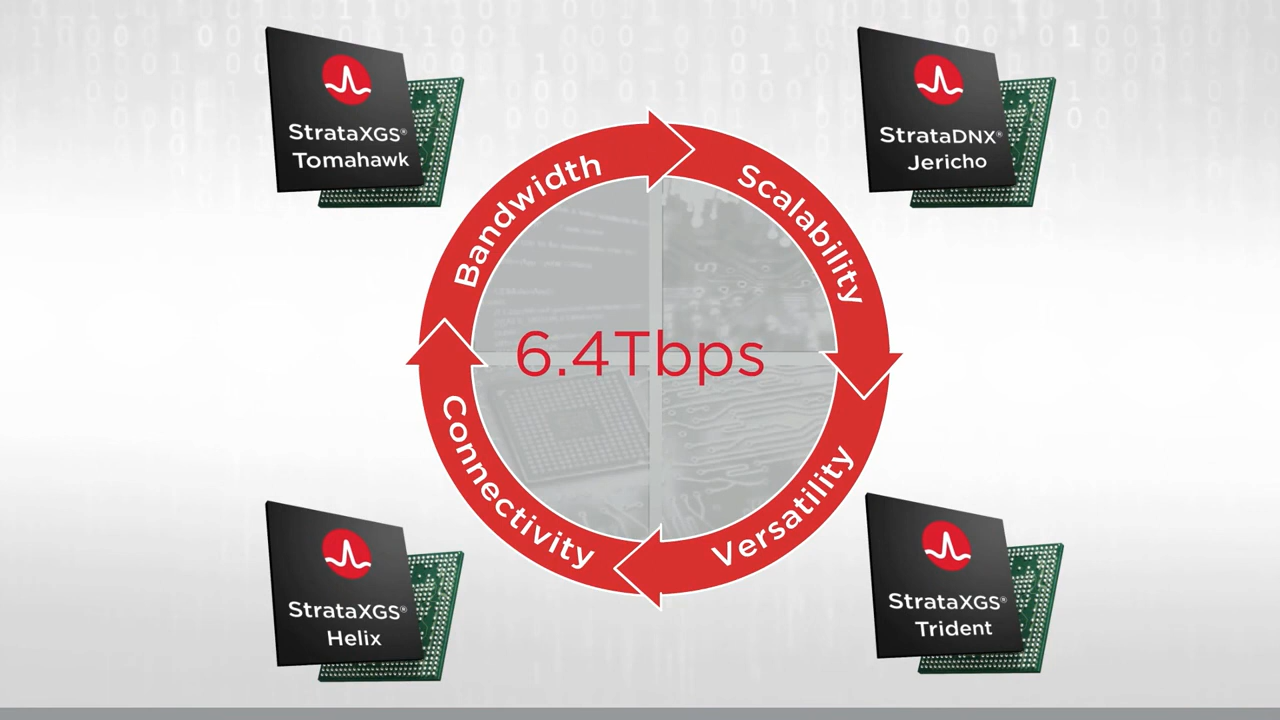 StrataXGS®
Tomahawk
StrataDNX®
Jericho
Bandwidth
Scalability
6.4Tbps
Connectivity
Versatility
StrataXGS®
Helix
StrataXGS®
Trident